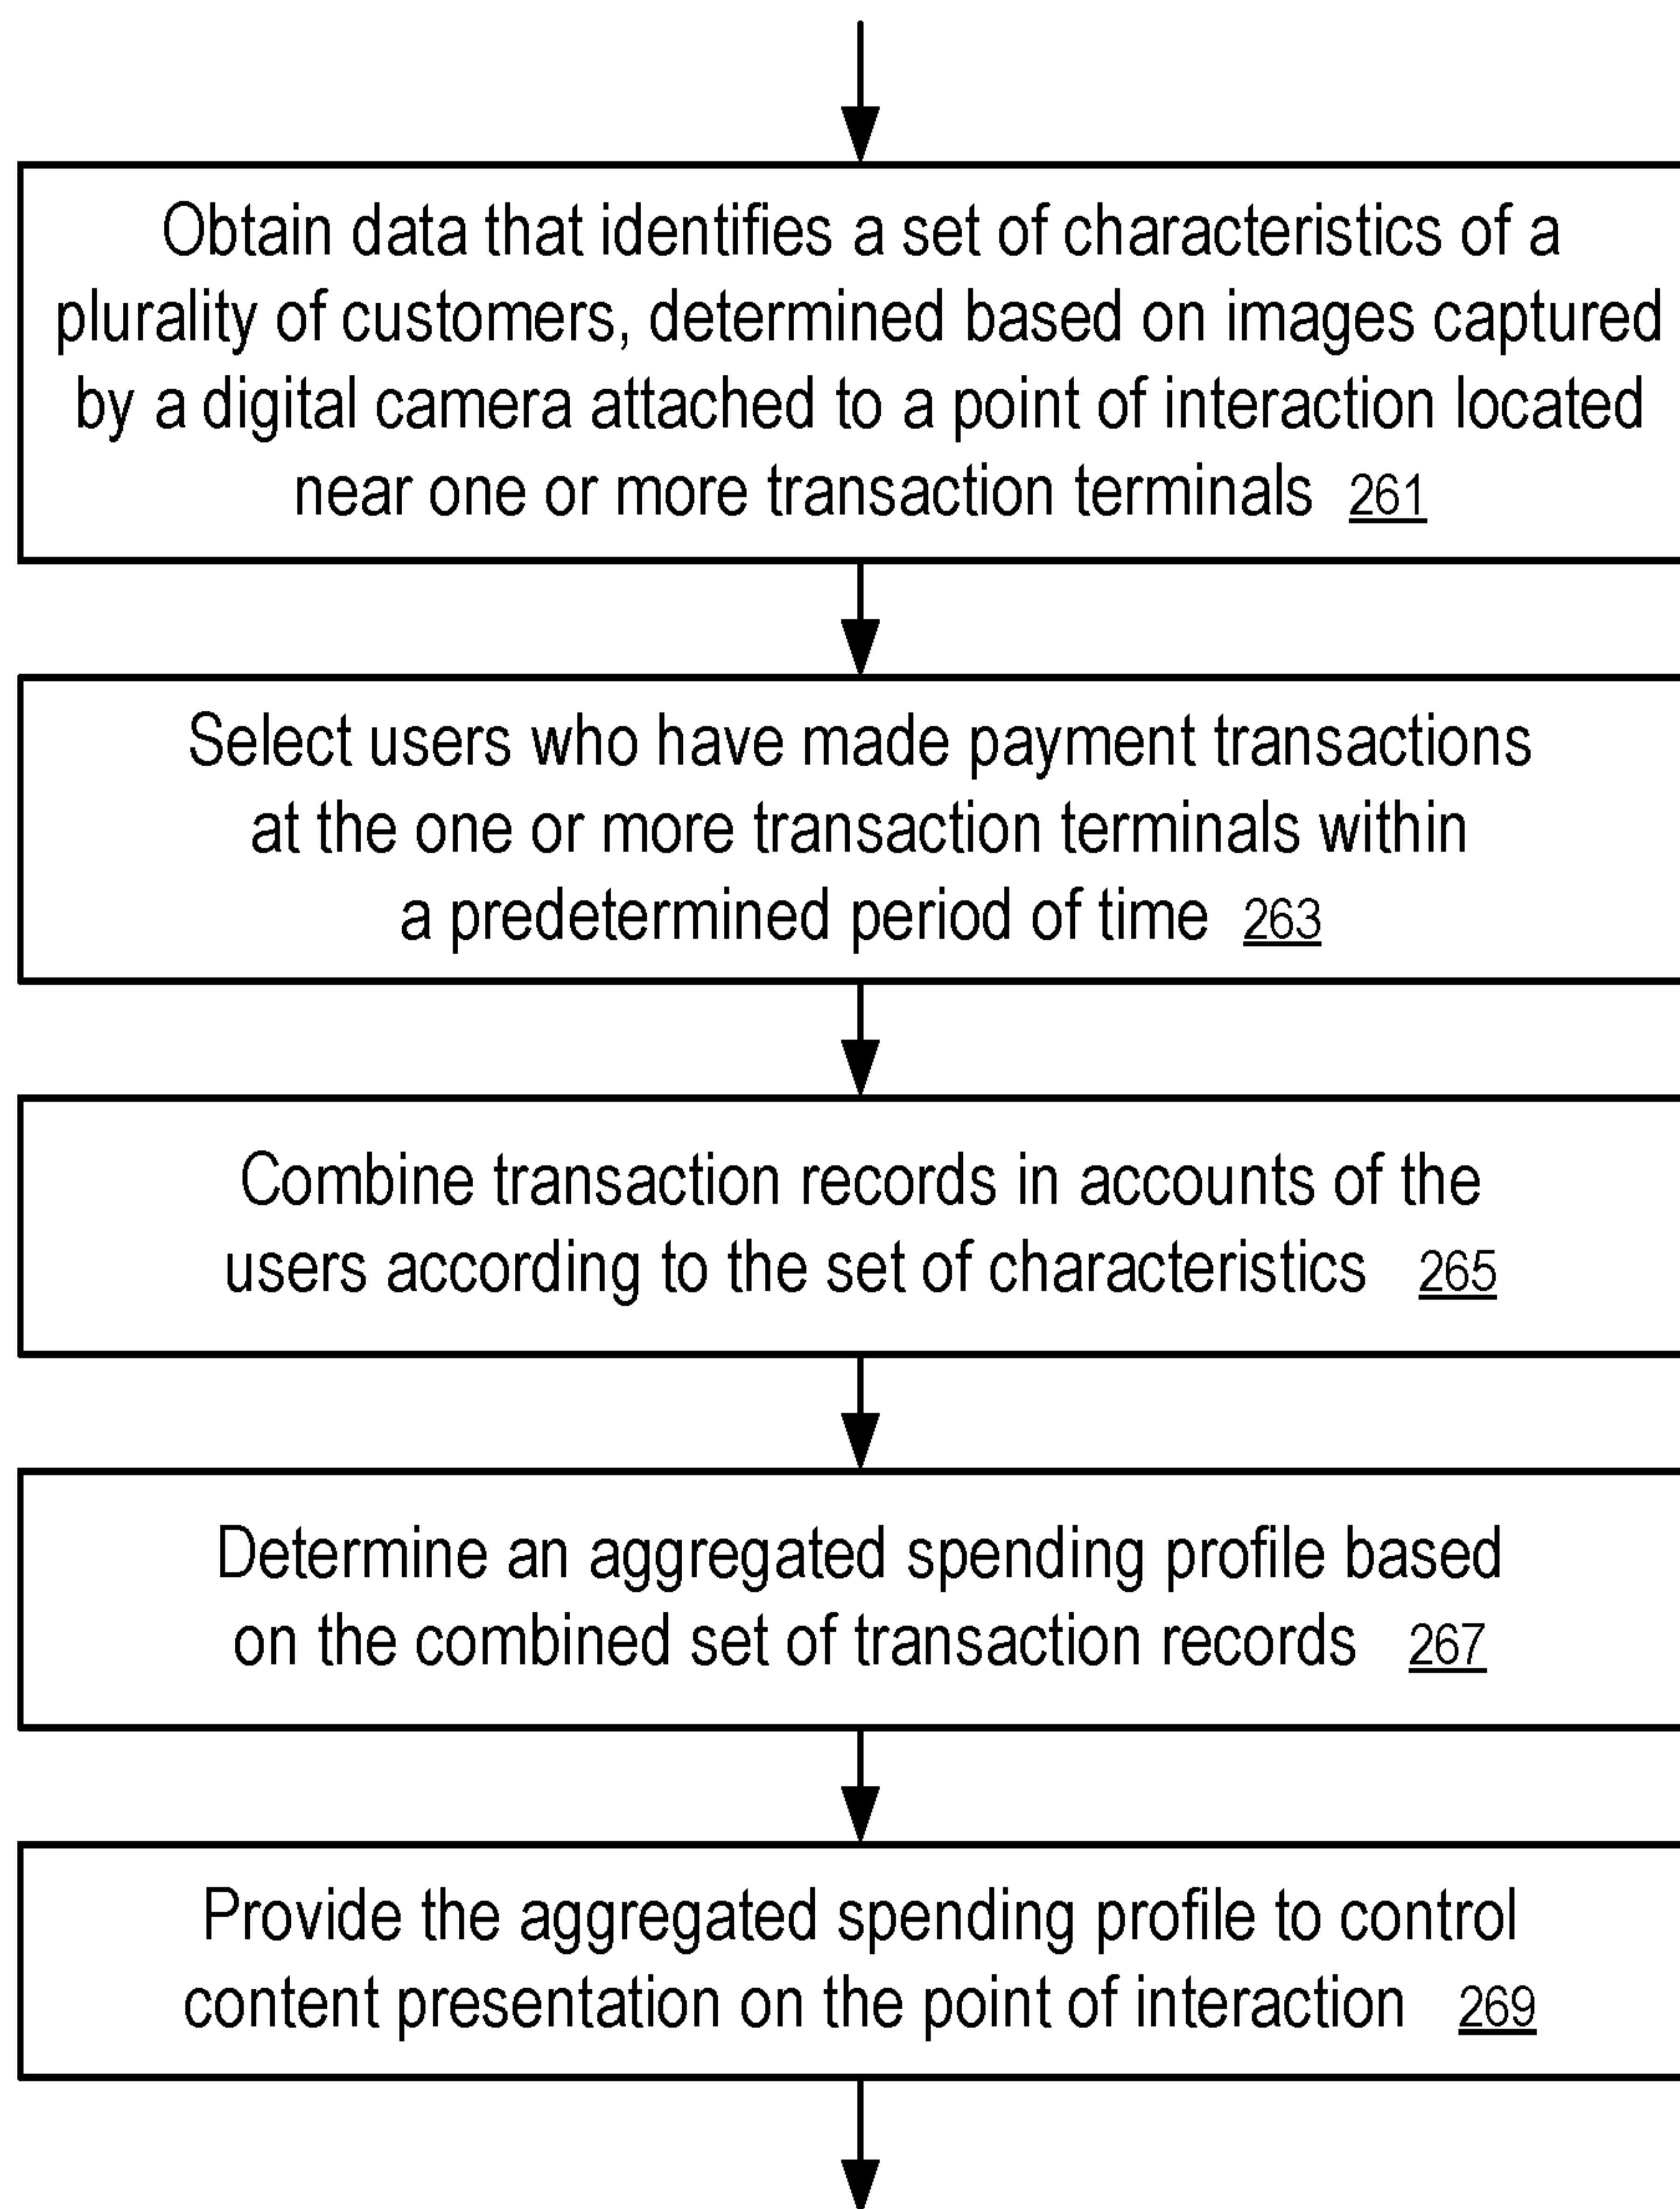 Obtain data that identifies a set of characteristics of a
plurality of customers, determined based on images captured
by a digital camera attached to a point of interaction located
near one or more transaction terminals 261
Select users who have made payment transactions
at the one or more transaction terminals within
a predetermined period of time 263
Combine transaction records in accounts of the
users according to the set of characteristics 265
Determine an aggregated spending profile based
on the combined set of transaction records 267
Provide the aggregated spending profile to control
content presentation on the point of interaction 269